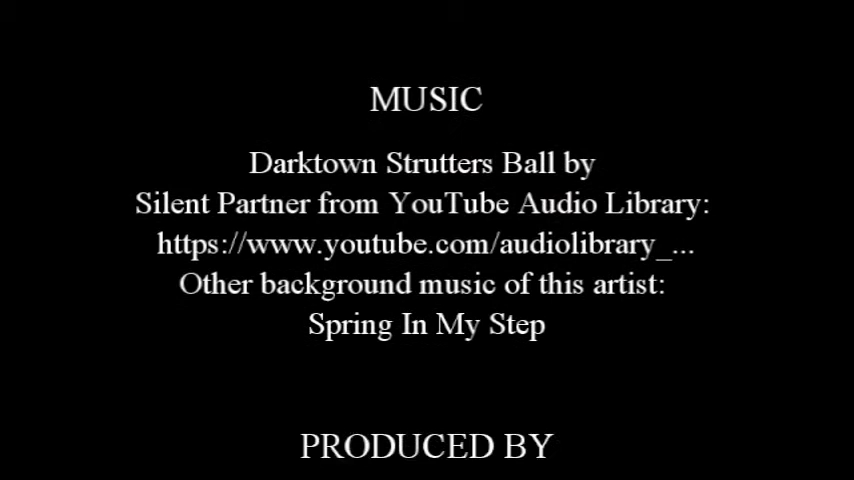 MUSIC
Darktown Strutters Ball by
Silent Partner from YouTube Audio Library:
https://www.youtube.com/audiolibrary_...
Other background music of this artist:
Spring In My Step
PRODUCED BY